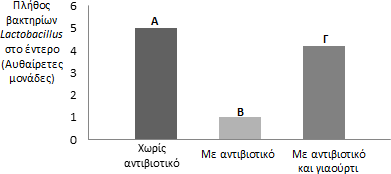 Πλήθος
βακτηρίων
Lactobacillus
στο έντερο
(Αυθαίρετες
μονάδες)
6
5
4
3
2
1
0
Α
Β
Γ
Χωρίς
αντιβιοτικό
Με αντιβιοτικό
Με αντιβιοτικό
και γιαούρτι